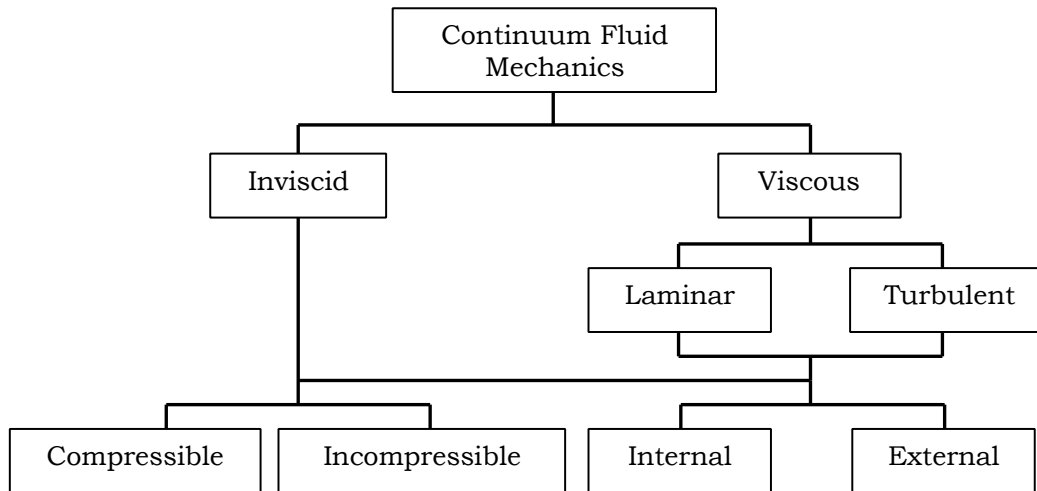 Continuum Fluid
Mechanics
Inviscid
Viscous
Laminar
Turbulent
Compressible
Incompressible
Internal
External